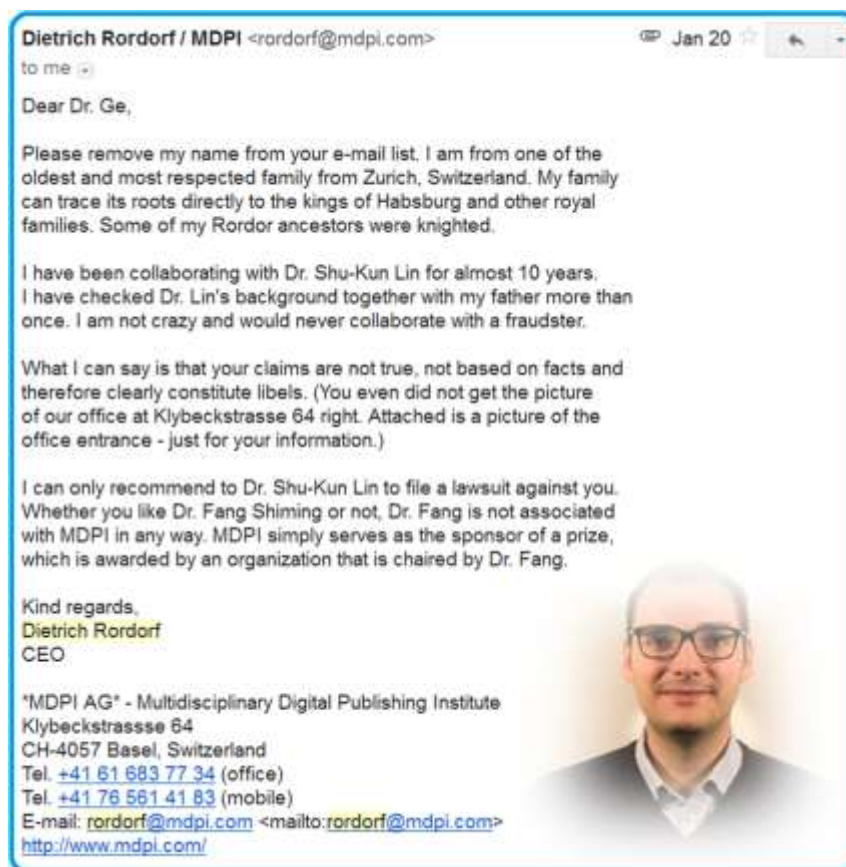 Dietrich Rordorf / MDPI <rordorf@mdpi.com> Jan 20
to me
Dear Dr. Ge,
Please remove my name from your e-mail list. I am from one of the
oldest and most respected family from Zurich, Switzerland. My family
can trace its roots directly to the kings of Habsburg and other royal
families. Some of my Rordor ancestors were knighted.
I have been collaborating with Dr. Shu-Kun Lin for almost 10 years.
I have checked Dr. Lin's background together with my father more than
once. I am not crazy and would never collaborate with a fraudster.
What I can say is that your claims are not true, not based on facts and
therefore clearly constitute libels. (You even did not get the picture
of our office at Klybeckstrasse 64 right. Attached is a picture of the
office entrance - just for your information.)
I can only recommend to Dr. Shu-Kun Lin to file a lawsuit against you.
Whether you like Dr. Fang Shiming or not, Dr. Fang is not associated
with MDPI in any way. MDPI simply serves as the sponsor of a prize,
which is awarded by an organization that is chaired by Dr. Fang.
Kind regards,
Dietrich Rordorf
CEO
*MDPI AG* - Multidisciplinary Digital Publishing Institute
Klybeckstrassse 64
CH-4057 Basel, Switzerland
Tel. +41 61 683 77 34 (office)
Tel. +41 76 561 41 83 (mobile)
E-mail: rordorf@mdpi.com <mailto:rordorf@mdpi.com>
http://www.mdpi.com/